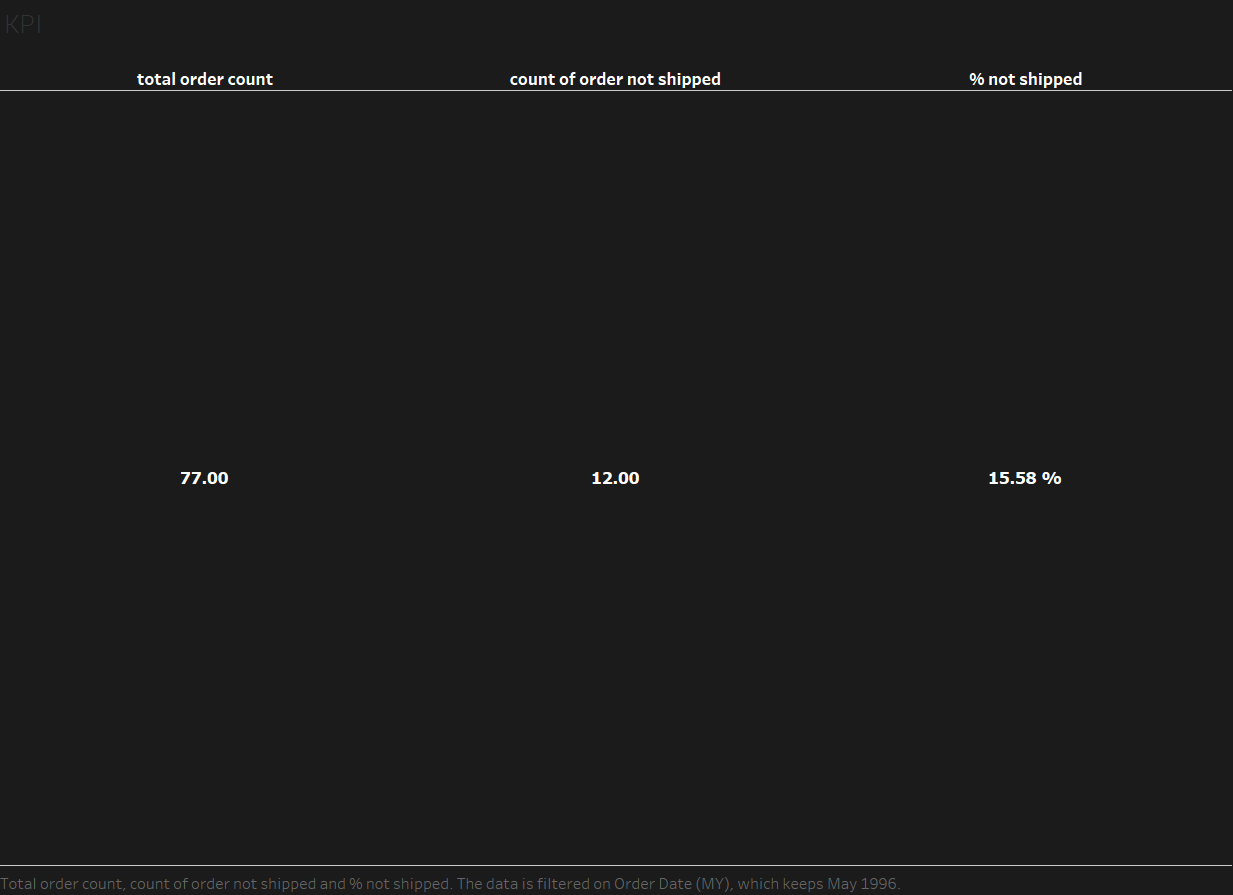 KPI
total order count count of order not shipped % not shipped
77.00 12.00 15.58 %
Total order count, count of order not shipped and % not shipped. The data is filtered on Order Date (MY), which keeps May 1996.